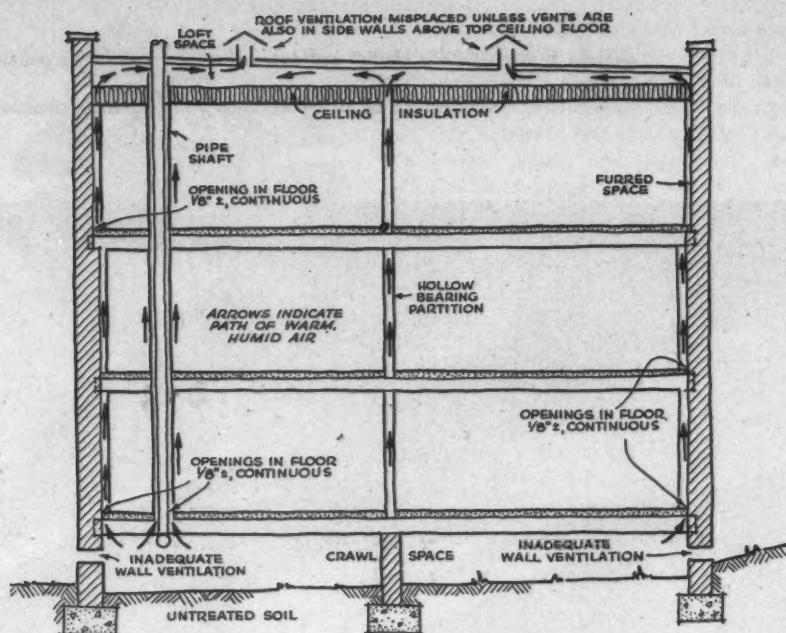 ROOF VENTILATION MISPLACED UNLESS VENTS ARE
ALSO IN SIDE WALLS ABOVE TOP CEILING FLOOR
LOFT
SPACE
CEILING
INSULATION
PIPE
SHAFT
OPENING IN FLOOR
1/8" ±, CONTINUOUS
FURRED
SPACE
HOLLOW
BEARING
PARTITION
ARROWS INDICATE
PATH OF WARM,
HUMID AIR
OPENINGS IN FLOOR,
1/8" ±, CONTINUOUS
OPENINGS IN FLOOR
1/8" ±, CONTINUOUS
INADEQUATE
WALL VENTILATION
CRAWL
SPACE
INADEQUATE
WALL VENTILATION
UNTREATED SOIL